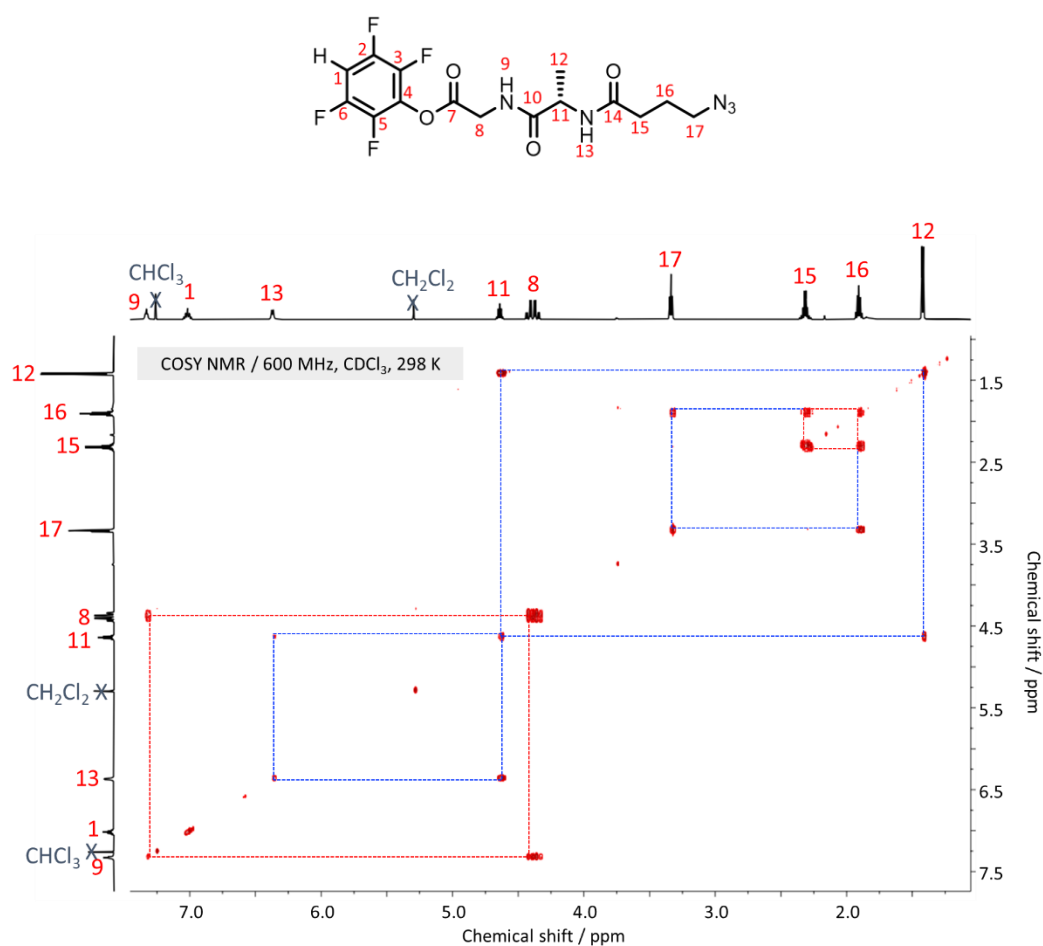 F
F
H
F
F
1
2
3
4
5
6
O
O
7
8
9
H
N
10
O
12
11
N
H
13
O
14
15
16
17
N3
12
17
CHCl3
CH2Cl2
15
16
9
1
13
11
8
COSY NMR / 600 MHz, CDCl3, 298 K
12
16
15
17
8
11
CH2Cl2
13
1
CHCl3
9
1.5
2.5
3.5
4.5
5.5
6.5
7.5
Chemical shift / ppm
7.0 6.0 5.0 4.0 3.0 2.0
Chemical shift / ppm